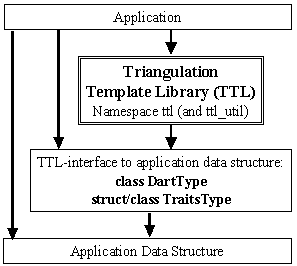 Application
Triangulation
Template Library (TTL)
Namespace ttl (and ttl_util)
TTL-interface to application data structure:
class DartType
struct/class TraitsType
Application Data Structure